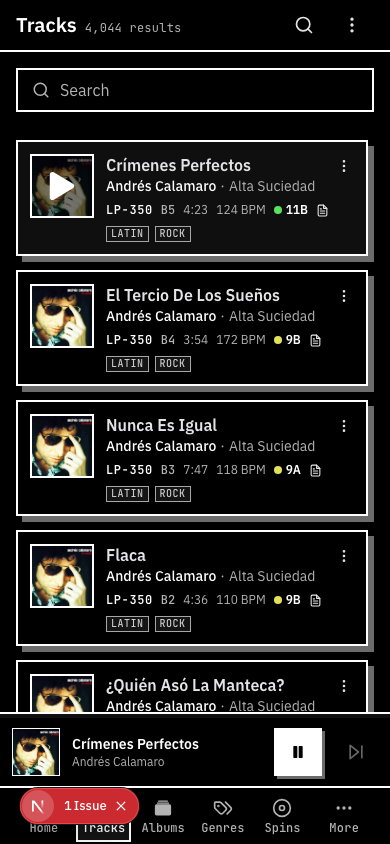 Tracks 4,044 results
Search
Crímenes Perfectos
Andrés Calamaro · Alta Suciedad
LP-350 B5 4:23 124 BPM 11B
LATIN ROCK
El Tercio De Los Sueños
Andrés Calamaro · Alta Suciedad
LP-350 B4 3:54 172 BPM 9B
LATIN ROCK
Nunca Es Igual
Andrés Calamaro · Alta Suciedad
LP-350 B3 7:47 118 BPM 9A
LATIN ROCK
Flaca
Andrés Calamaro · Alta Suciedad
LP-350 B2 4:36 110 BPM 9B
LATIN ROCK
¿Quién Asó La Manteca?
Andrés Calamaro · Alta Suciedad
Crímenes Perfectos
Andrés Calamaro
N 1 Issue
Home Tracks Albums Genres Spins More